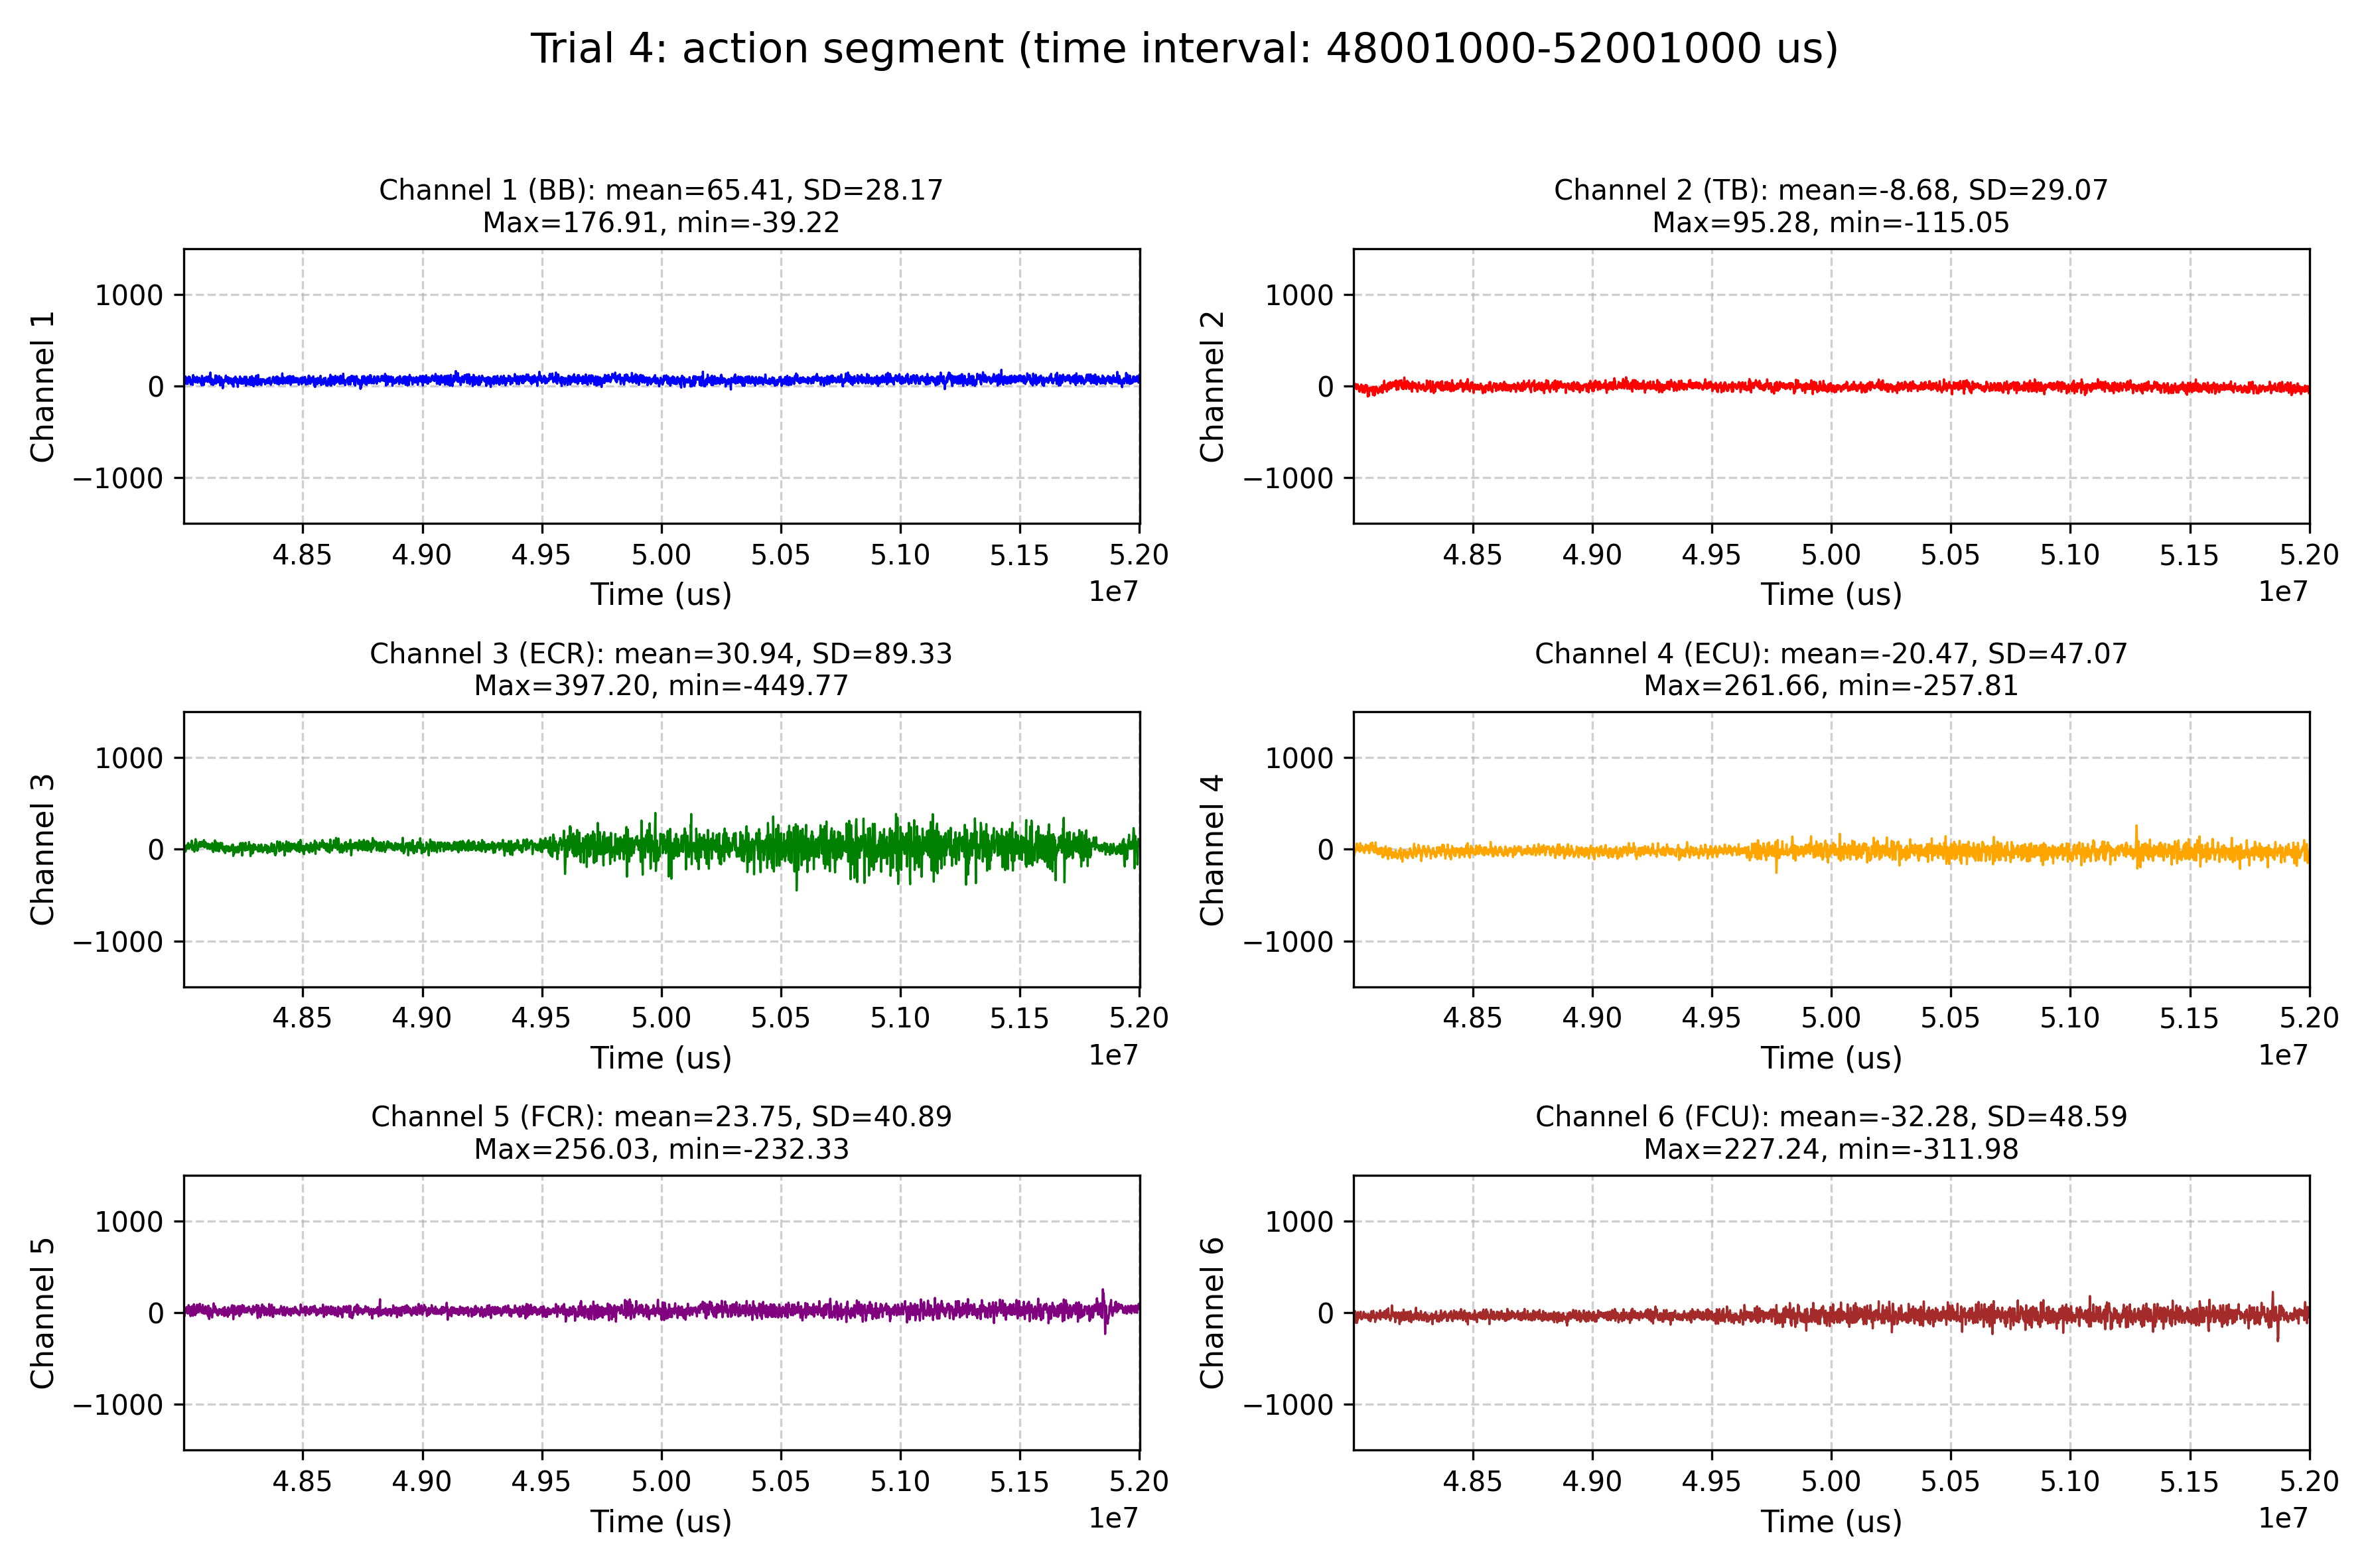 Trial 4: action segment (time interval: 48001000-52001000 us)
Channel 1 (BB): mean=65.41, SD=28.17
Max=176.91, min=-39.22
Channel 1
1000
0
−1000
4.85 4.90 4.95 5.00 5.05 5.10 5.15 5.20
Time (us)
1e7
Channel 2 (TB): mean=-8.68, SD=29.07
Max=95.28, min=-115.05
Channel 2
1000
0
−1000
4.85 4.90 4.95 5.00 5.05 5.10 5.15 5.20
Time (us)
1e7
Channel 3 (ECR): mean=30.94, SD=89.33
Max=397.20, min=-449.77
Channel 3
1000
0
−1000
4.85 4.90 4.95 5.00 5.05 5.10 5.15 5.20
Time (us)
1e7
Channel 4 (ECU): mean=-20.47, SD=47.07
Max=261.66, min=-257.81
Channel 4
1000
0
−1000
4.85 4.90 4.95 5.00 5.05 5.10 5.15 5.20
Time (us)
1e7
Channel 5 (FCR): mean=23.75, SD=40.89
Max=256.03, min=-232.33
Channel 5
1000
0
−1000
4.85 4.90 4.95 5.00 5.05 5.10 5.15 5.20
Time (us)
1e7
Channel 6 (FCU): mean=-32.28, SD=48.59
Max=227.24, min=-311.98
Channel 6
1000
0
−1000
4.85 4.90 4.95 5.00 5.05 5.10 5.15 5.20
Time (us)
1e7